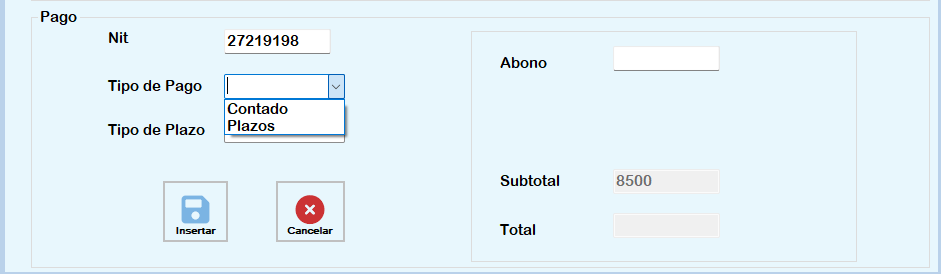 Pago
Nit
27219198
Tipo de Pago
Contado
Plazos
Tipo de Plazo
Insertar
Cancelar
Abono
Subtotal
8500
Total